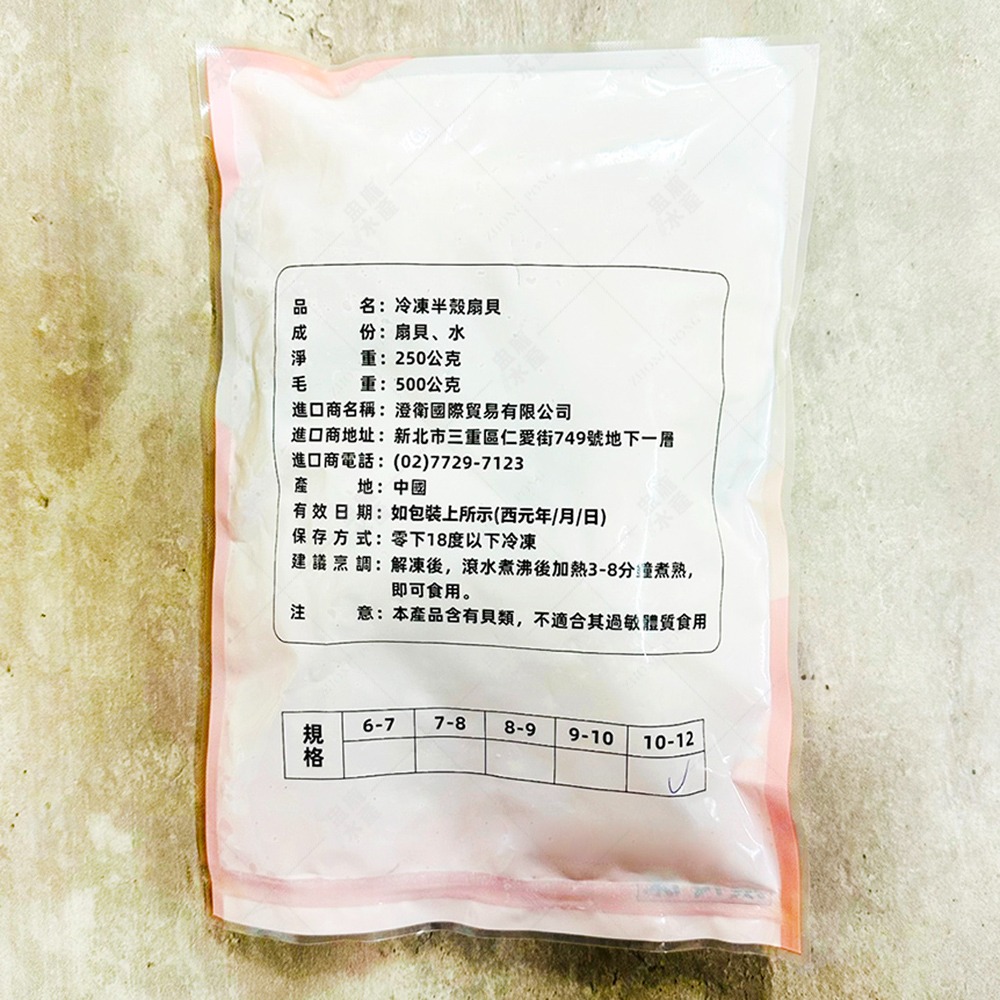 品名：冷凍半殼扇貝
成份：扇貝、水
淨重：250公克
毛重：500公克
進口商名稱：澄衛國際貿易有限公司
進口商地址：新北市三重區仁愛街749號地下一層
進口商電話：(02)7729-7123
產地：中國
有效日期：如包裝上所示(西元年/月/日)
保存方式：零下18度以下冷凍
建議烹調：解凍後，滾水煮沸後加熱3-8分鐘煮熟，
即可食用。
注意：本產品含有貝類，不適合其過敏體質食用
規格 6-7 7-8 8-9 9-10 10-12